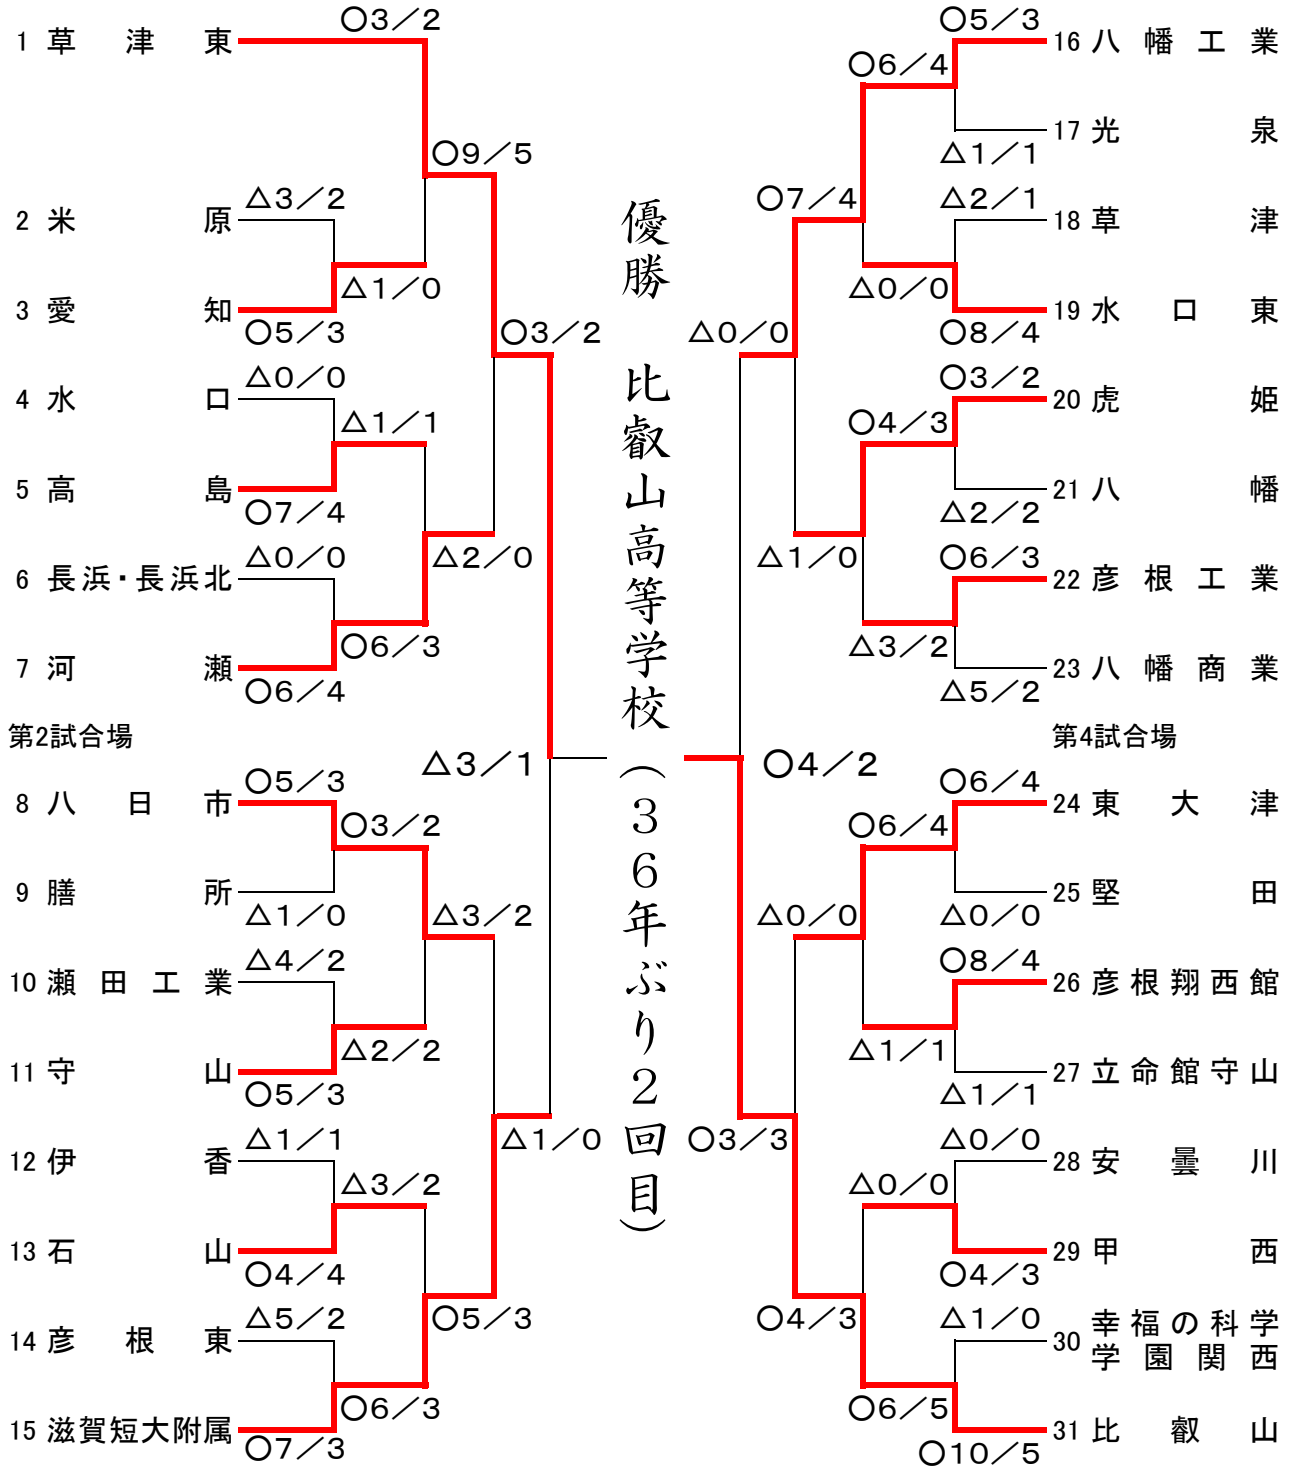 ○3／2
1 草津東
△3／2
2 米原
△1／0
3 愛知
○5／3
○9／5
△0／0
4 水口
△1／1
5 高島
○7／4
△0／0
6 長浜・長浜北
○6／3
7 河瀬
○6／4
△2／0
○3／2
第2試合場
○5／3
8 八日市
○3／2
9 膳所
△1／0
△3／2
△4／2
10 瀬田工業
△2／2
11 守山
○5／3
△1／1
12 伊香
△3／2
13 石山
○4／4
△5／2
14 彦根東
○6／3
15 滋賀短大附属
○7／3
○5／3
△1／0
△3／1
優勝 比叡山高等学校（36年ぶり2回目）
○4／2
○5／3
16 八幡工業
○6／4
17 光泉
△1／1
○7／4
△2／1
18 草津
△0／0
19 水口東
○8／4
△0／0
○3／2
20 虎姫
○4／3
21 八幡
△2／2
△1／0
○6／3
22 彦根工業
△3／2
23 八幡商業
△5／2
第4試合場
○6／4
24 東大津
○6／4
25 堅田
△0／0
△0／0
○8／4
26 彦根翔西館
△1／1
27 立命館守山
△1／1
○3／3
△0／0
28 安曇川
△0／0
29 甲西
○4／3
○4／3
△1／0
30 幸福の科学
学園関西
○6／5
31 比叡山
○10／5